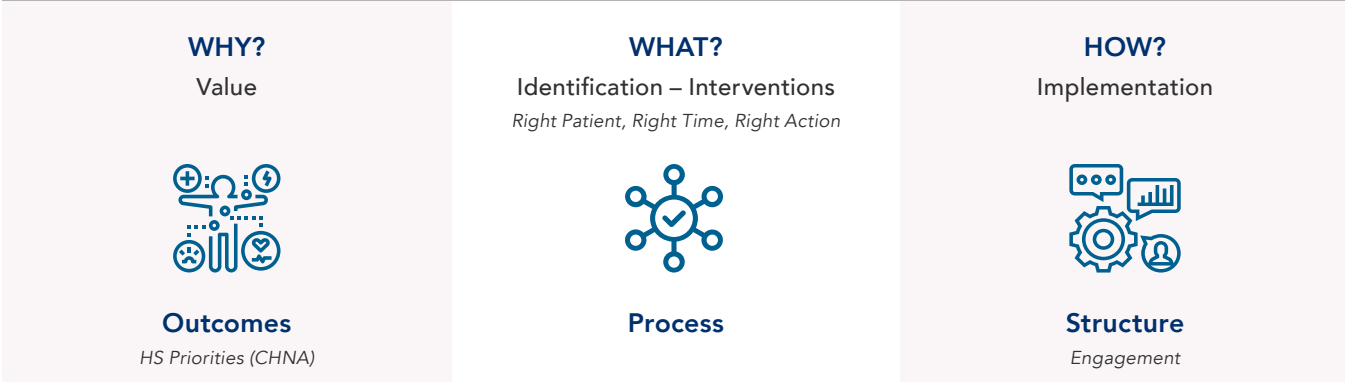 WHY?
Value
Outcomes
HS Priorities (CHNA)
WHAT?
Identification – Interventions
Right Patient, Right Time, Right Action
Process
HOW?
Implementation
Structure
Engagement